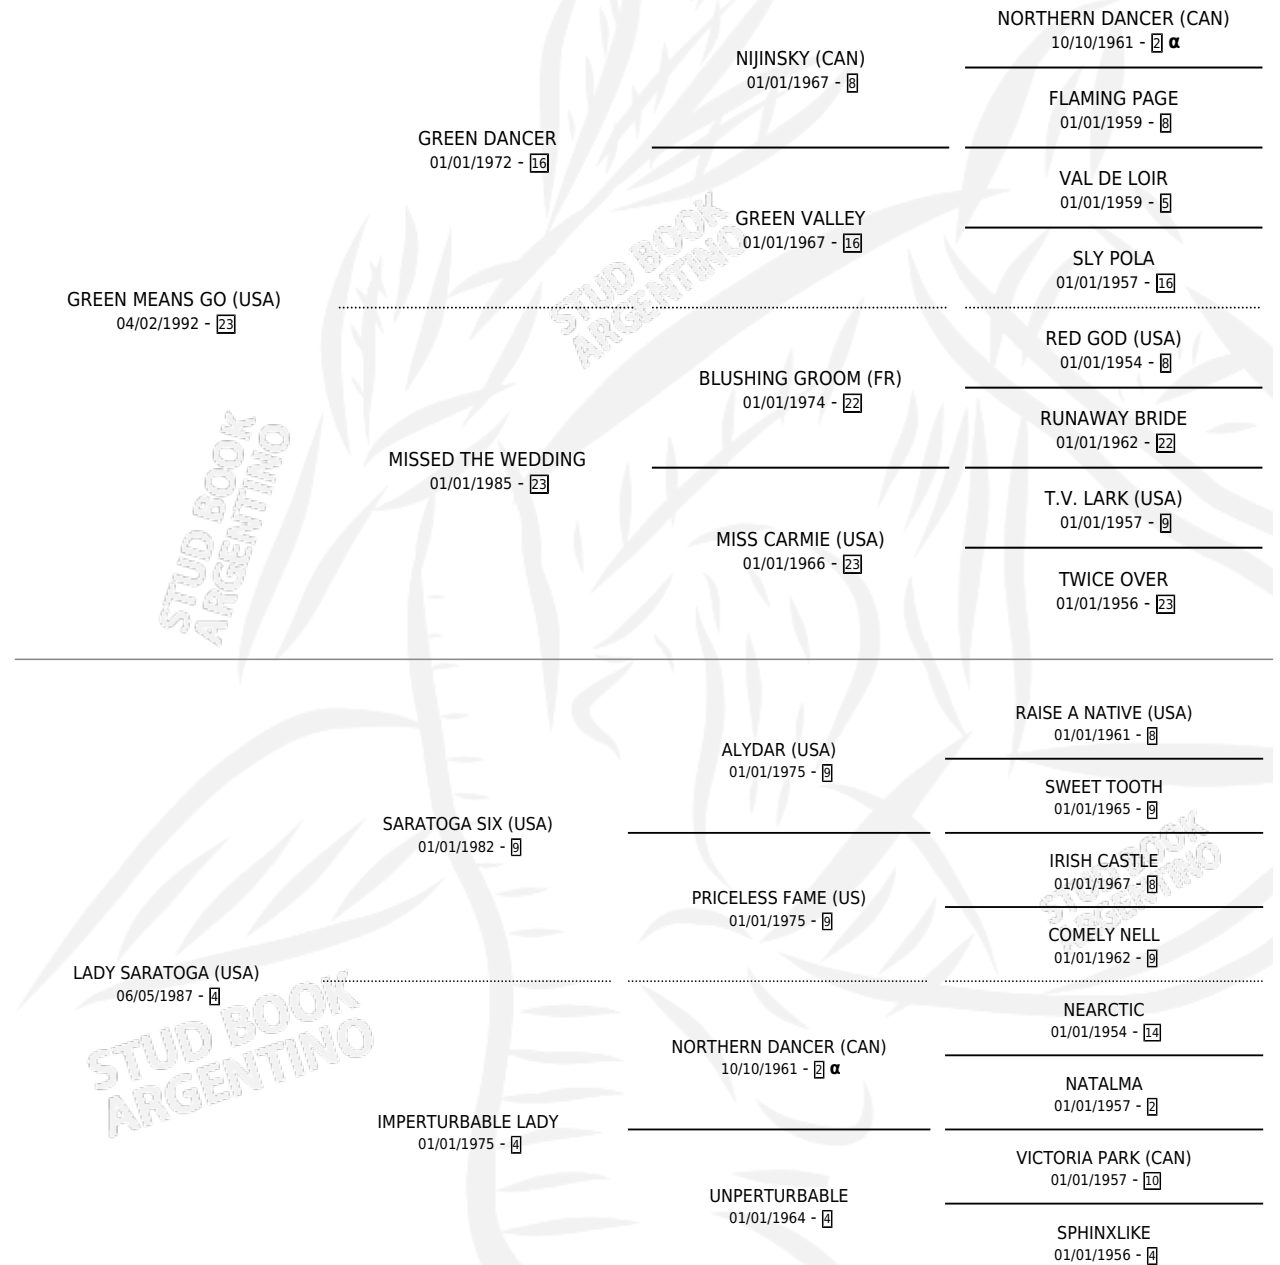 NORTHERN DANCER (CAN)
10/10/1961 - 2 α
NIJINSKY (CAN)
01/01/1967 - 8
FLAMING PAGE
01/01/1959 - 8
GREEN DANCER
01/01/1972 - 16
VAL DE LOIR
01/01/1959 - 5
GREEN VALLEY
01/01/1967 - 16
SLY POLA
01/01/1957 - 16
GREEN MEANS GO (USA)
04/02/1992 - 23
RED GOD (USA)
01/01/1954 - 8
BLUSHING GROOM (FR)
01/01/1974 - 22
RUNAWAY BRIDE
01/01/1962 - 22
MISSED THE WEDDING
01/01/1985 - 23
T.V. LARK (USA)
01/01/1957 - 9
MISS CARMIE (USA)
01/01/1966 - 23
TWICE OVER
01/01/1956 - 23
RAISE A NATIVE (USA)
01/01/1961 - 8
ALYDAR (USA)
01/01/1975 - 9
SWEET TOOTH
01/01/1965 - 9
SARATOGA SIX (USA)
01/01/1982 - 9
IRISH CASTLE
01/01/1967 - 8
PRICELESS FAME (US)
01/01/1975 - 9
COMELY NELL
01/01/1962 - 9
LADY SARATOGA (USA)
06/05/1987 - 4
NEARCTIC
01/01/1954 - 14
NORTHERN DANCER (CAN)
10/10/1961 - 2 α
NATALMA
01/01/1957 - 2
IMPERTURBABLE LADY
01/01/1975 - 4
VICTORIA PARK (CAN)
01/01/1957 - 10
UNPERTURBABLE
01/01/1964 - 4
SPHINXLIKE
01/01/1956 - 4
STUD BOOK
ARGENTINO
STUD BOOK
ARGENTINO
STUD BOOK
ARGENTINO
STUD BOOK
ARGENTINO